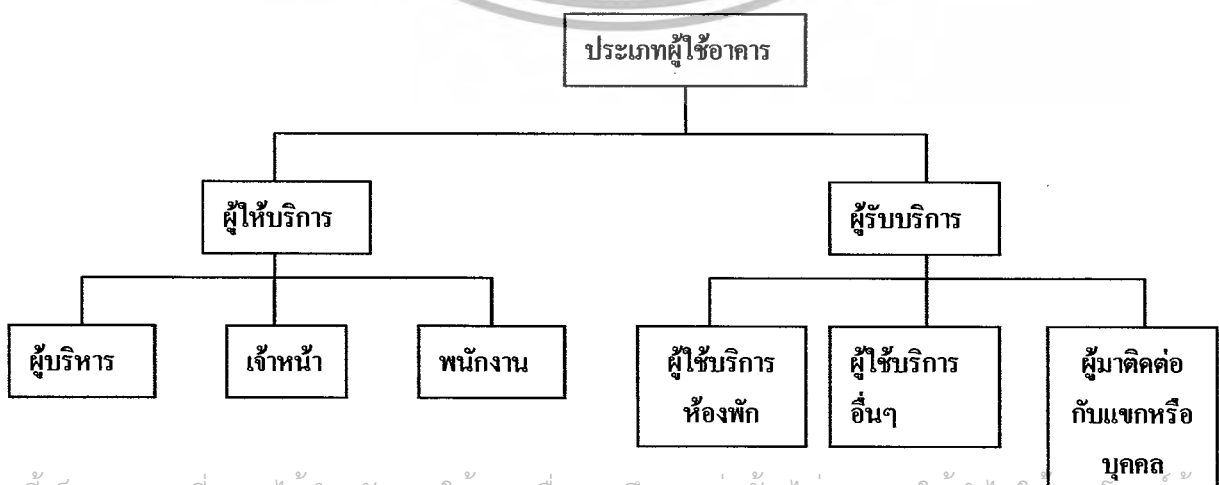 ประเภทผู้ใช้อาคาร
ผู้ให้บริการ
ผู้รับบริการ
ผู้บริหาร
เจ้าหน้า
พนักงาน
ผู้ใช้บริการ
ห้องพัก
ผู้ใช้บริการ
อื่นๆ
ผู้มาติดต่อ
กับแขกหรือ
บุคคล